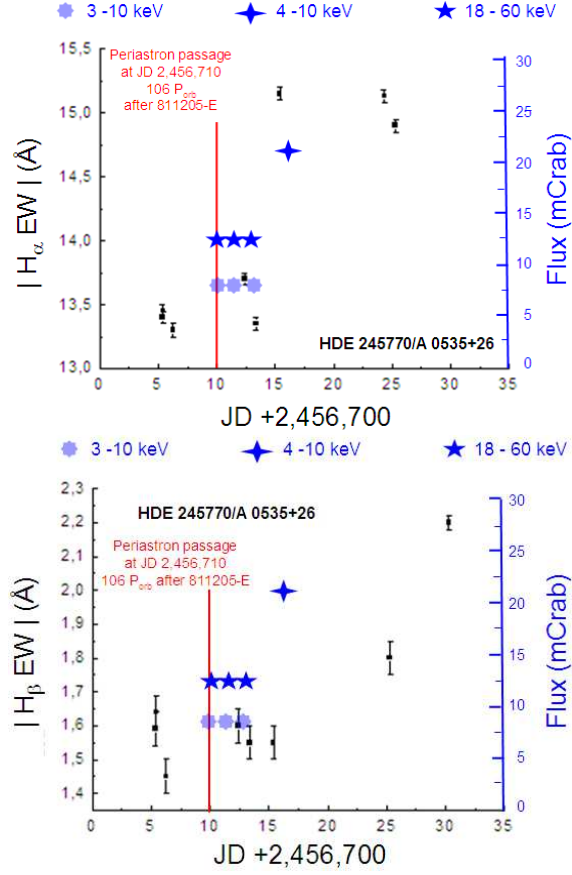 3 -10 keV 4 -10 keV 18 - 60 keV
Periastron passage
at JD 2,456,710
106 Porb
after 811205-E
15,5
15,0
14,5
14,0
13,5
13,0
| Hα EW | (Å)
30
25
20
15
10
5
0
Flux (mCrab)
HDE 245770/A 0535+26
0 5 10 15 20 25 30 35
JD +2,456,700
3 -10 keV 4 -10 keV 18 - 60 keV
HDE 245770/A 0535+26
Periastron passage
at JD 2,456,710
106 Porb after 811205-E
2,3
2,2
2,1
2,0
1,9
1,8
1,7
1,6
1,5
1,4
| Hβ EW | (Å)
30
25
20
15
10
5
0
Flux (mCrab)
0 5 10 15 20 25 30 35
JD +2,456,700